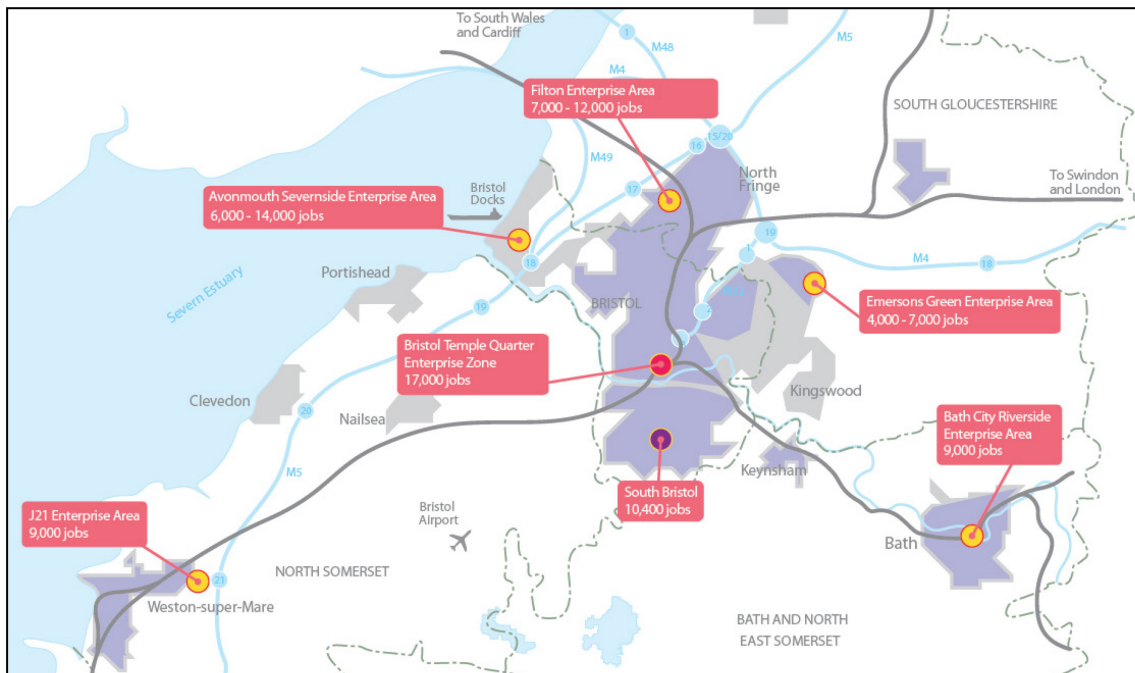 To South Wales
and Cardiff
1
M48
M5
M4
Filton Enterprise Area
7,000 - 12,000 jobs
SOUTH GLOUCESTERSHIRE
15/20
16
M49
North
Fringe
To Swindon
and London
Avonmouth Severnside Enterprise Area
6,000 - 14,000 jobs
Bristol
Docks
17
19
1
18
M4
18
Portishead
Severn Estuary
19
BRISTOL
Emersons Green Enterprise Area
4,000 - 7,000 jobs
2
Bristol Temple Quarter
Enterprise Zone
17,000 jobs
Kingswood
Clevedon
20
Nailsea
Bath City Riverside
Enterprise Area
9,000 jobs
M5
Keynsham
South Bristol
10,400 jobs
J21 Enterprise Area
9,000 jobs
Bristol
Airport
Bath
NORTH SOMERSET
21
Weston-super-Mare
BATH AND NORTH
EAST SOMERSET